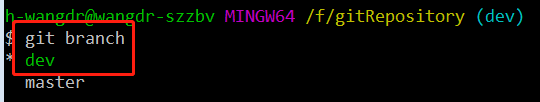 h-wangdr@wangdr-szzbv MINGW64 /f/gitRepository (dev)
$ git branch
* dev
master